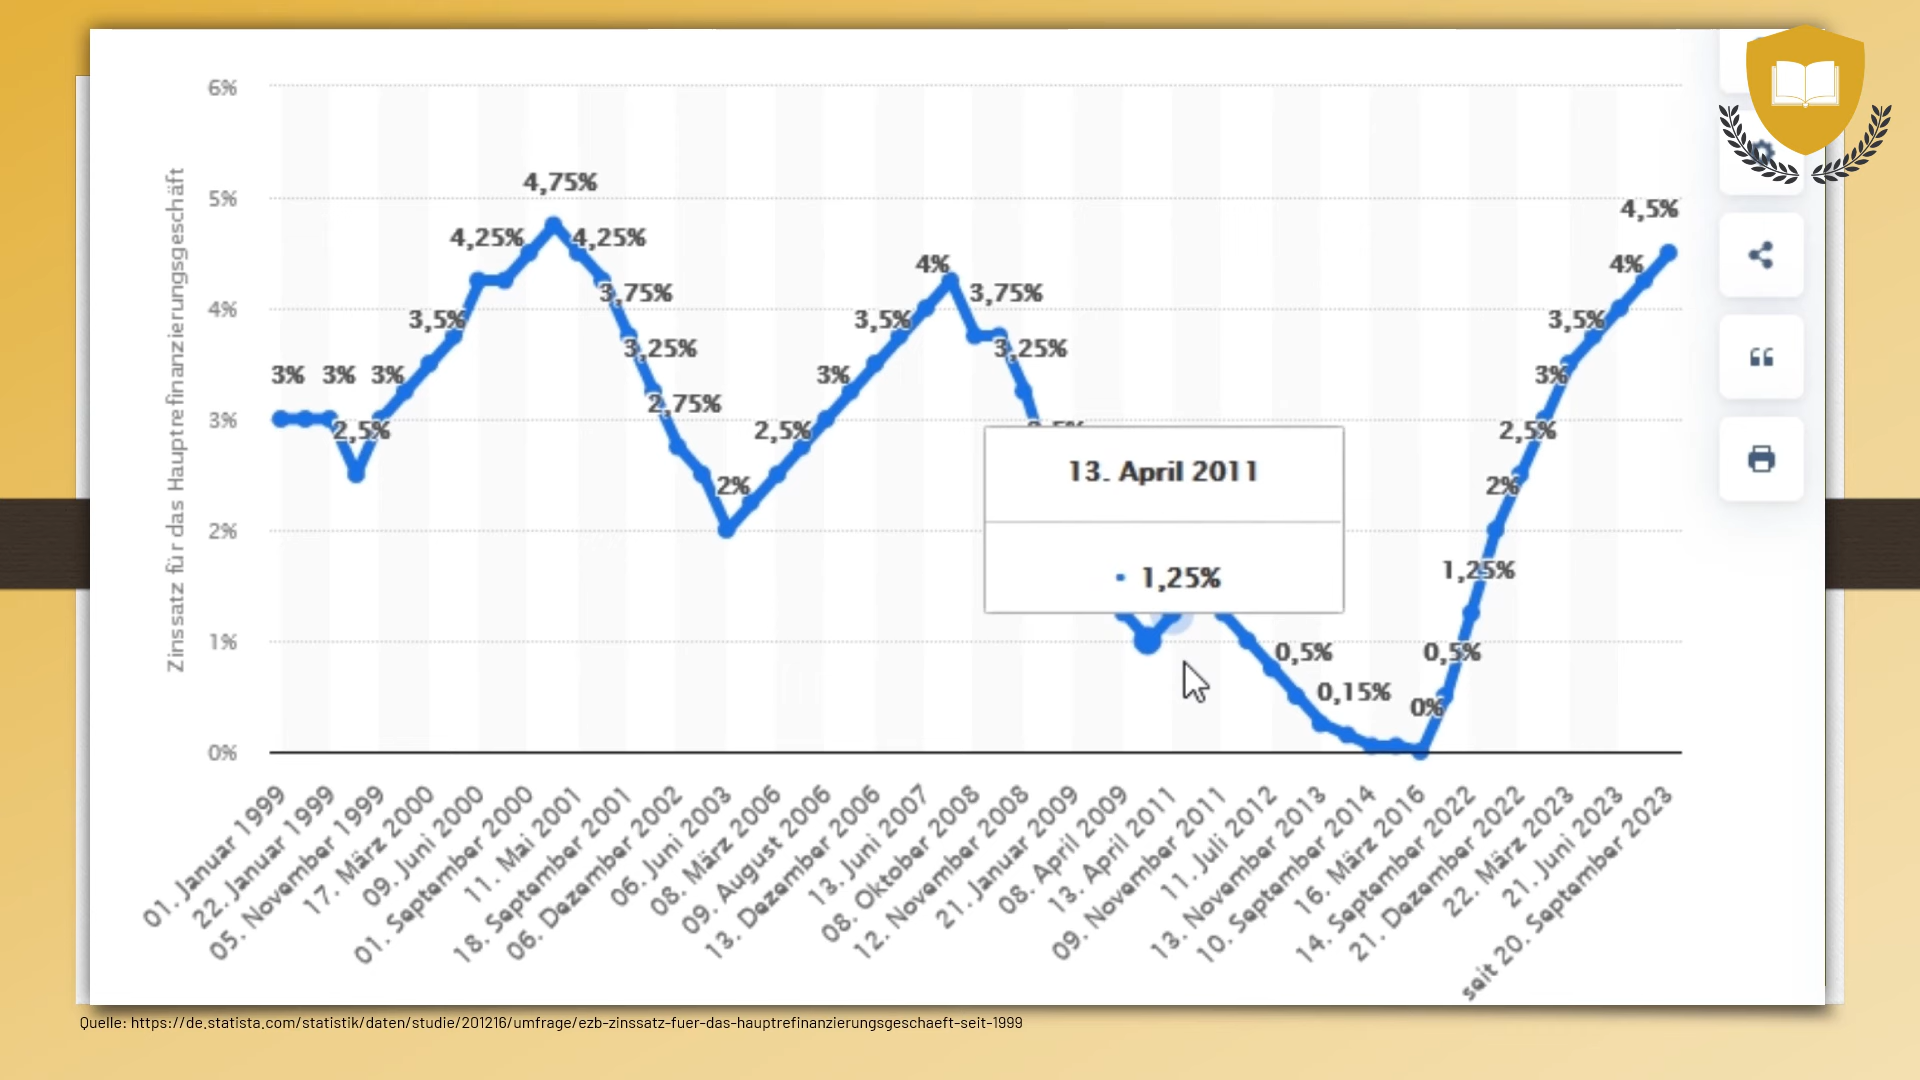 6%
5%
4%
3%
2%
1%
0%
Zinssatz für das Hauptrefinanzierungsgeschäft
3%
3%
2,5%
3%
3,5%
4,25%
4,75%
4,25%
3,75%
3,25%
2,75%
2%
2,5%
3%
3,5%
4%
3,75%
3,25%
13. April 2011
1,25%
0,5%
0,15%
0%
0,5%
1,25%
2%
2,5%
3%
3,5%
4%
4,5%
01. Januar 1999
22. Januar 1999
05. November 1999
17. März 2000
09. Juni 2000
01. September 2000
11. Mai 2001
18. September 2001
06. Dezember 2002
06. Juni 2003
08. März 2006
09. August 2006
13. Dezember 2006
13. Juni 2007
08. Oktober 2008
12. November 2008
21. Januar 2009
08. April 2009
13. April 2011
09. November 2011
11. Juli 2012
13. November 2013
10. September 2014
16. März 2016
14. September 2022
21. Dezember 2022
22. März 2023
21. Juni 2023
seit 20. September 2023
Quelle: https://de.statista.com/statistik/daten/studie/201216/umfrage/ezb-zinssatz-fuer-das-hauptrefinanzierungsgeschaeft-seit-1999